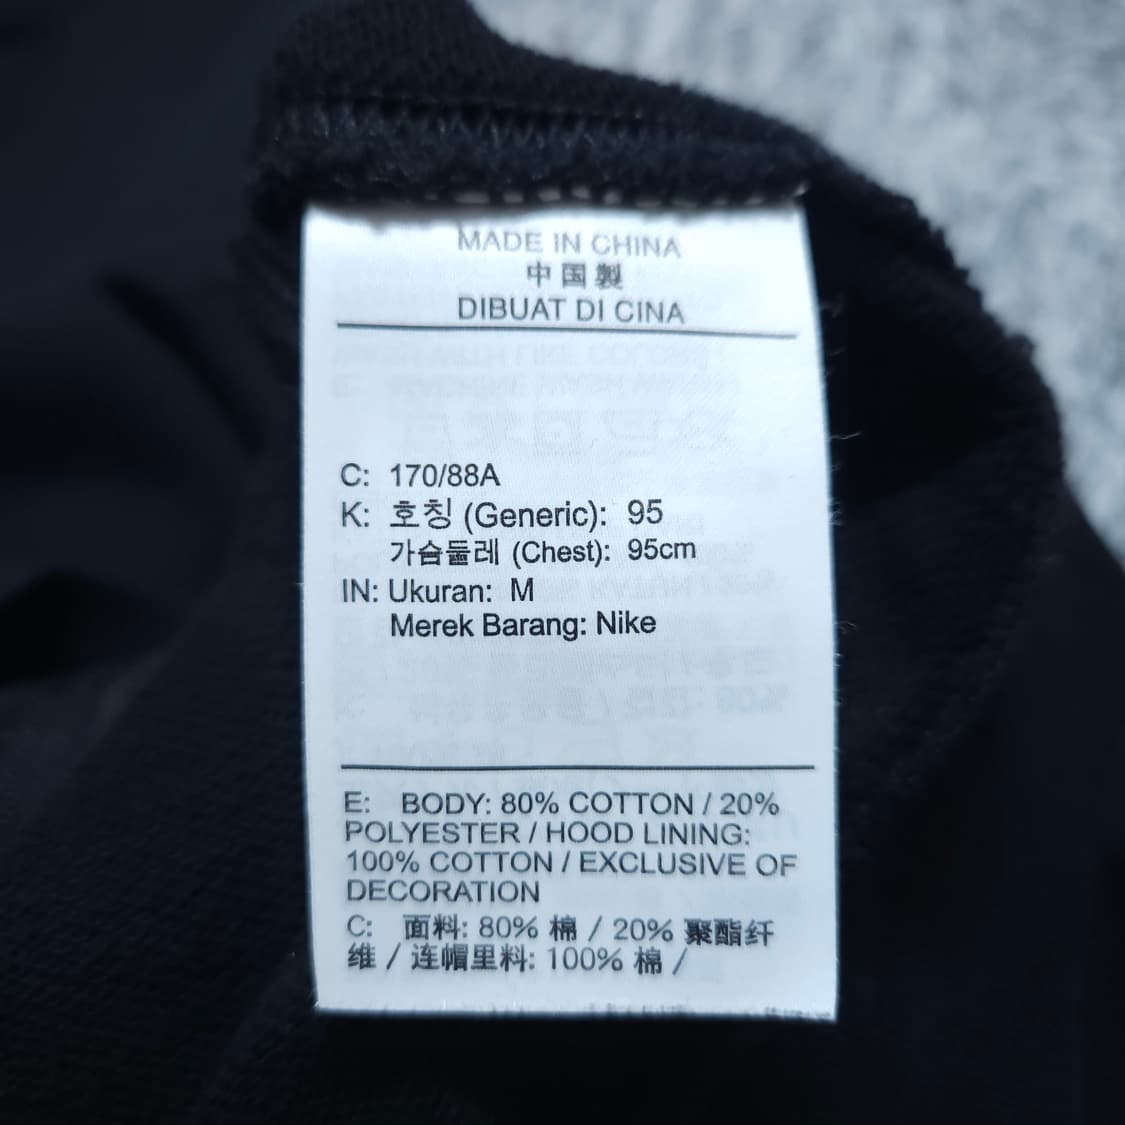 MADE IN CHINA
中国製
DIBUAT DI CINA
C: 170/88A
K: 호칭 (Generic): 95
가슴둘레 (Chest): 95cm
IN: Ukuran: M
Merek Barang: Nike
E: BODY: 80% COTTON / 20%
POLYESTER / HOOD LINING:
100% COTTON / EXCLUSIVE OF
DECORATION
C: 面料: 80% 棉 / 20% 聚酯纤
维 / 连帽里料: 100% 棉 /